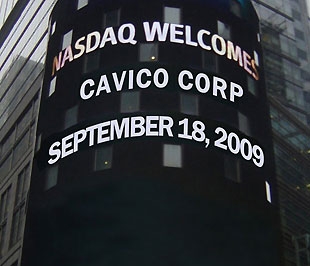 NASDAQ WELCOMES
CAVICO CORP
SEPTEMBER 18, 2009